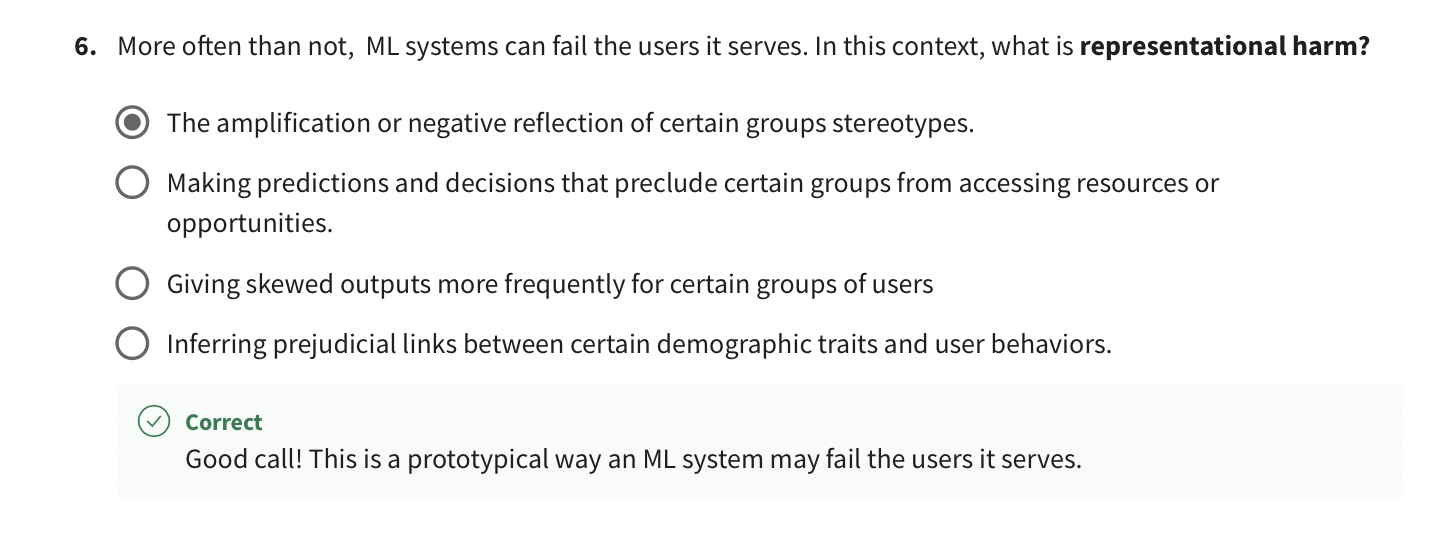 6. More often than not,  ML systems can fail the users it serves. In this context, what is representational harm?
The amplification or negative reflection of certain groups stereotypes.
Making predictions and decisions that preclude certain groups from accessing resources or
opportunities.
Giving skewed outputs more frequently for certain groups of users
Inferring prejudicial links between certain demographic traits and user behaviors.
Correct
Good call! This is a prototypical way an ML system may fail the users it serves.